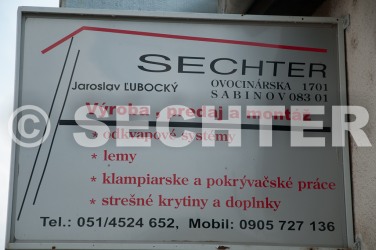 SECHTER
Jaroslav ĽUBOCKÝ
OVOCINÁRSKA 1701
SABINOV 083 01
Výroba, predaj a montáž
© SECHTER
* odkvapové systémy
* lemy
* klampiarske a pokrývačské práce
* strešné krytiny a doplnky
Tel.: 051/4524 652, Mobil: 0905 727 136